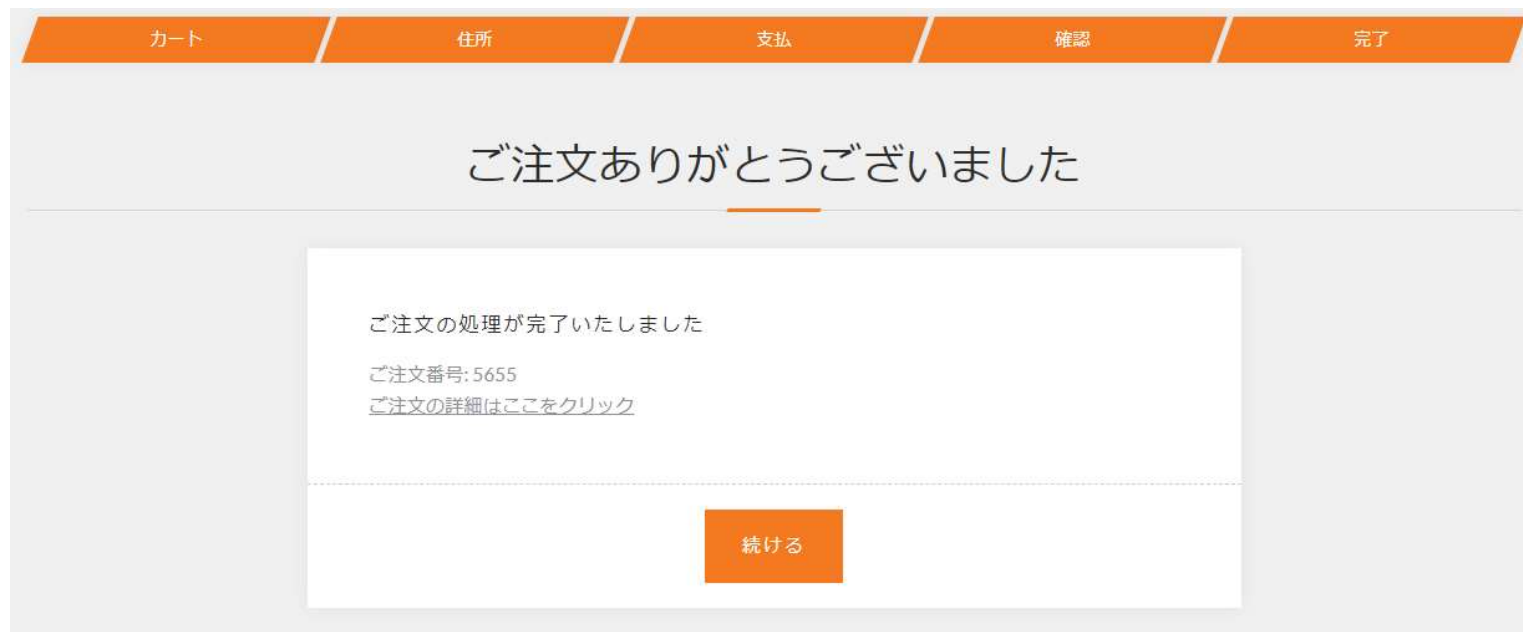 カート 住所 支払 確認 完了
ご注文ありがとうございました
ご注文の処理が完了いたしました
ご注文番号: 5655
ご注文の詳細はここをクリック
続ける